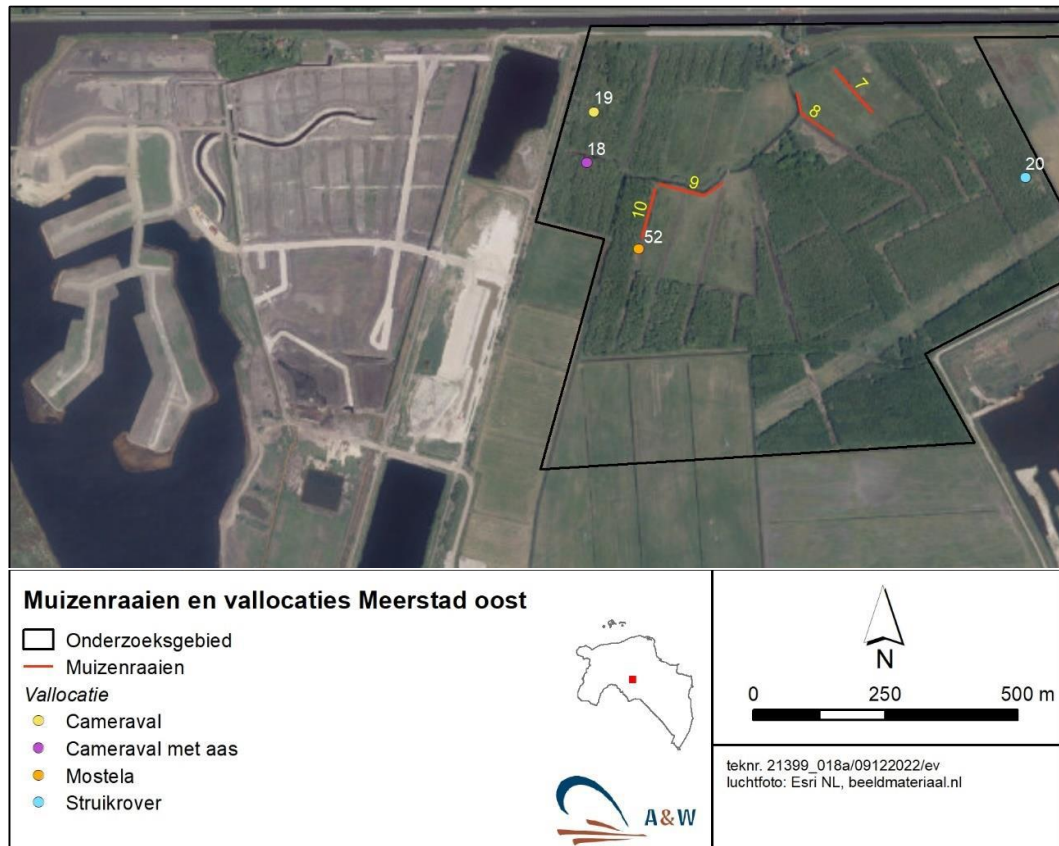 19
18
7
8
20
9
10
52
Muizenraaien en vallocaties Meerstad oost
Onderzoeksgebied
Muizenraaien
Vallocatie
Cameraval
Cameraval met aas
Mostela
Struikrover
A&W
N
0 250 500 m
teknr. 21399_018a/09122022/ev
luchtfoto: Esri NL, beeldmateriaal.nl